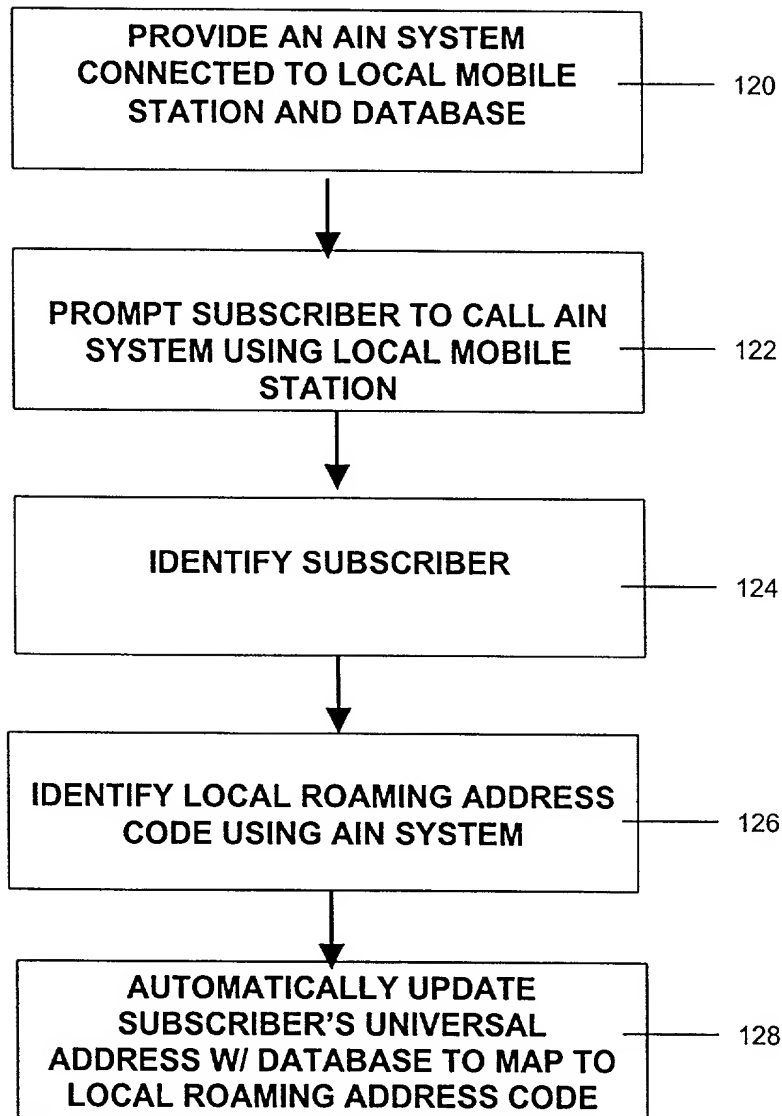 PROVIDE AN AIN SYSTEM
CONNECTED TO LOCAL MOBILE
STATION AND DATABASE
120
PROMPT SUBSCRIBER TO CALL AIN
SYSTEM USING LOCAL MOBILE
STATION
122
IDENTIFY SUBSCRIBER
124
IDENTIFY LOCAL ROAMING ADDRESS
CODE USING AIN SYSTEM
126
AUTOMATICALLY UPDATE
SUBSCRIBER'S UNIVERSAL
ADDRESS W/ DATABASE TO MAP TO
LOCAL ROAMING ADDRESS CODE
128